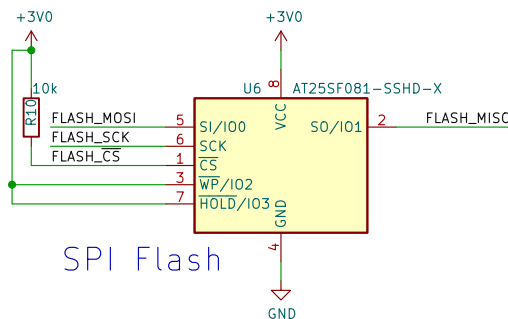 +3V0
+3V0
10k
R10
U6
AT25SF081-SSHD-X
FLASH_MOSI
5
SI/IO0
VCC
8
SO/IO1
2
FLASH_MISO
FLASH_SCK
6
SCK
FLASH_CS
1
CS
3
WP/IO2
7
HOLD/IO3
GND
4
SPI Flash
GND